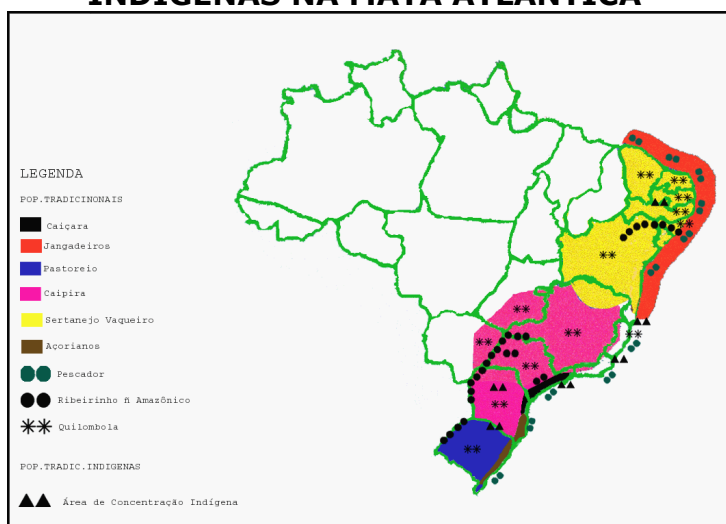 INDÍGENAS NA MATA ATLÂNTICA
LEGENDA
POP.TRADICINONAIS
Caiçara
Jangadeiros
Pastoreio
Caipira
Sertanejo Vaqueiro
Açorianos
Pescador
Ribeirinho ñ Amazônico
Quilombola
POP.TRADIC.INDIGENAS
Área de Concentração Indígena